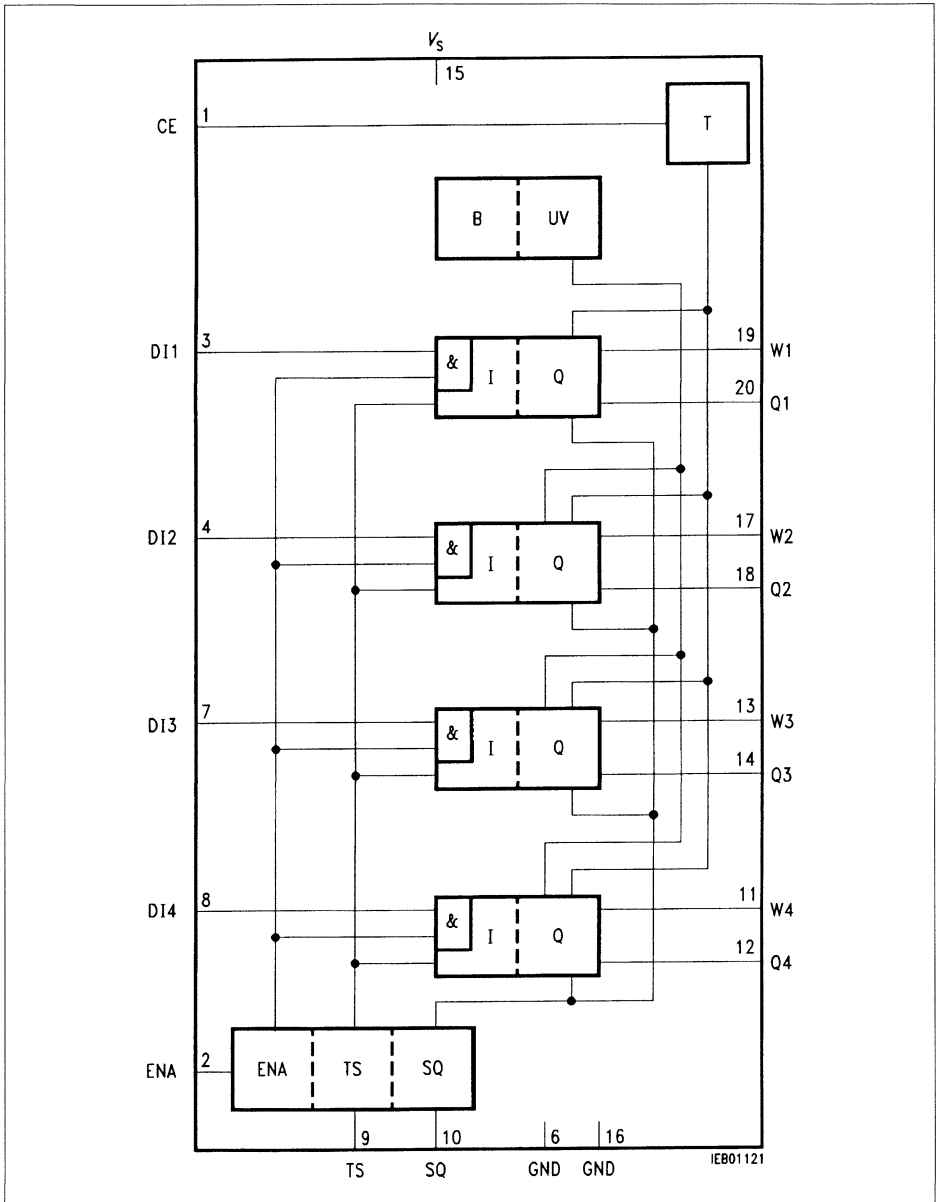 VS
15
CE 1 T
B UV
DI1 3 & I Q 19 W1
20 Q1
DI2 4 & I Q 17 W2
18 Q2
DI3 7 & I Q 13 W3
14 Q3
DI4 8 & I Q 11 W4
12 Q4
ENA 2 ENA TS SQ
9 10 6 16
TS SQ GND GND
IEB01121